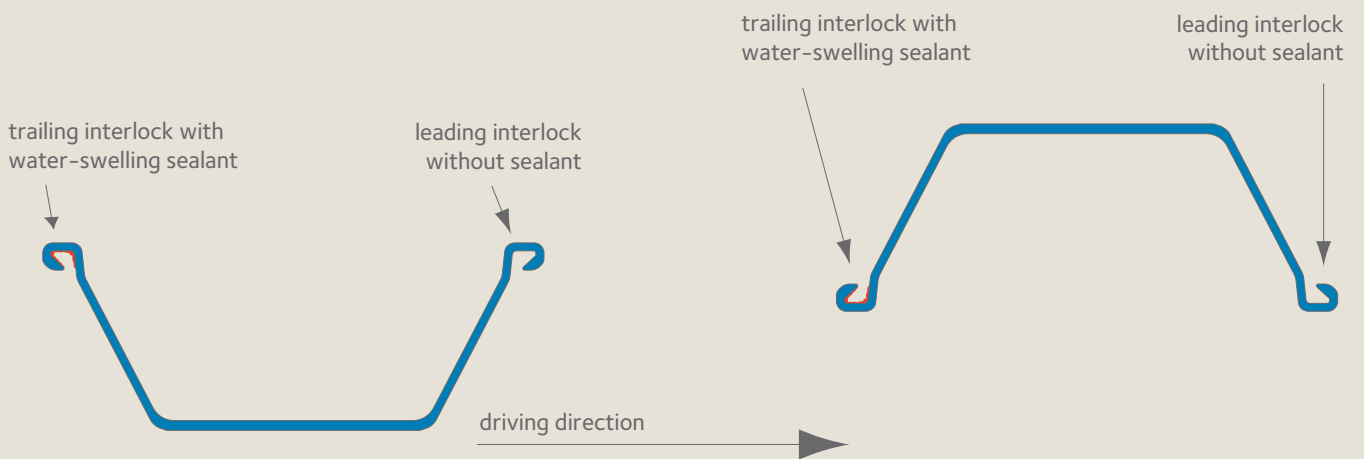 trailing interlock with
water-swelling sealant
leading interlock
without sealant
trailing interlock with
water-swelling sealant
leading interlock
without sealant
driving direction